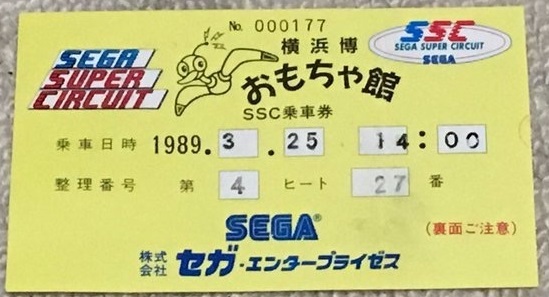 No. 000177
SEGA
SUPER
CIRCUIT
横浜博
おもちゃ館
SSC
SEGA SUPER CIRCUIT
SEGA
SSC乗車券
乗車日時 1989. 3 . 25 14:00
整理番号 第 4 ヒート 27 番
SEGA®
(裏面ご注意)
株式会社 セガ・エンタープライゼス